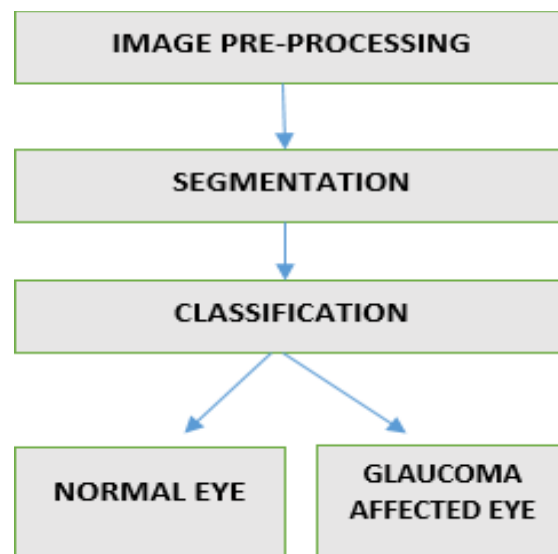 IMAGE PRE-PROCESSING
SEGMENTATION
CLASSIFICATION
NORMAL EYE
GLAUCOMA
AFFECTED EYE